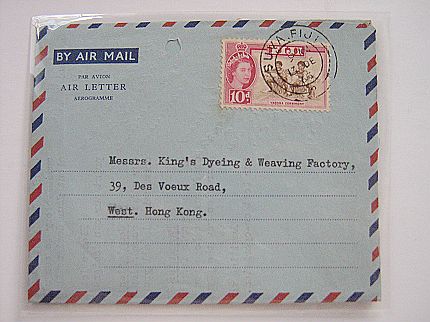 BY AIR MAIL
PAR AVION
AIR LETTER
AEROGRAMME
SUVA, FIJI
10d
Messrs. King's Dyeing & Weaving Factory,
39, Des Voeux Road,
West. Hong Kong.